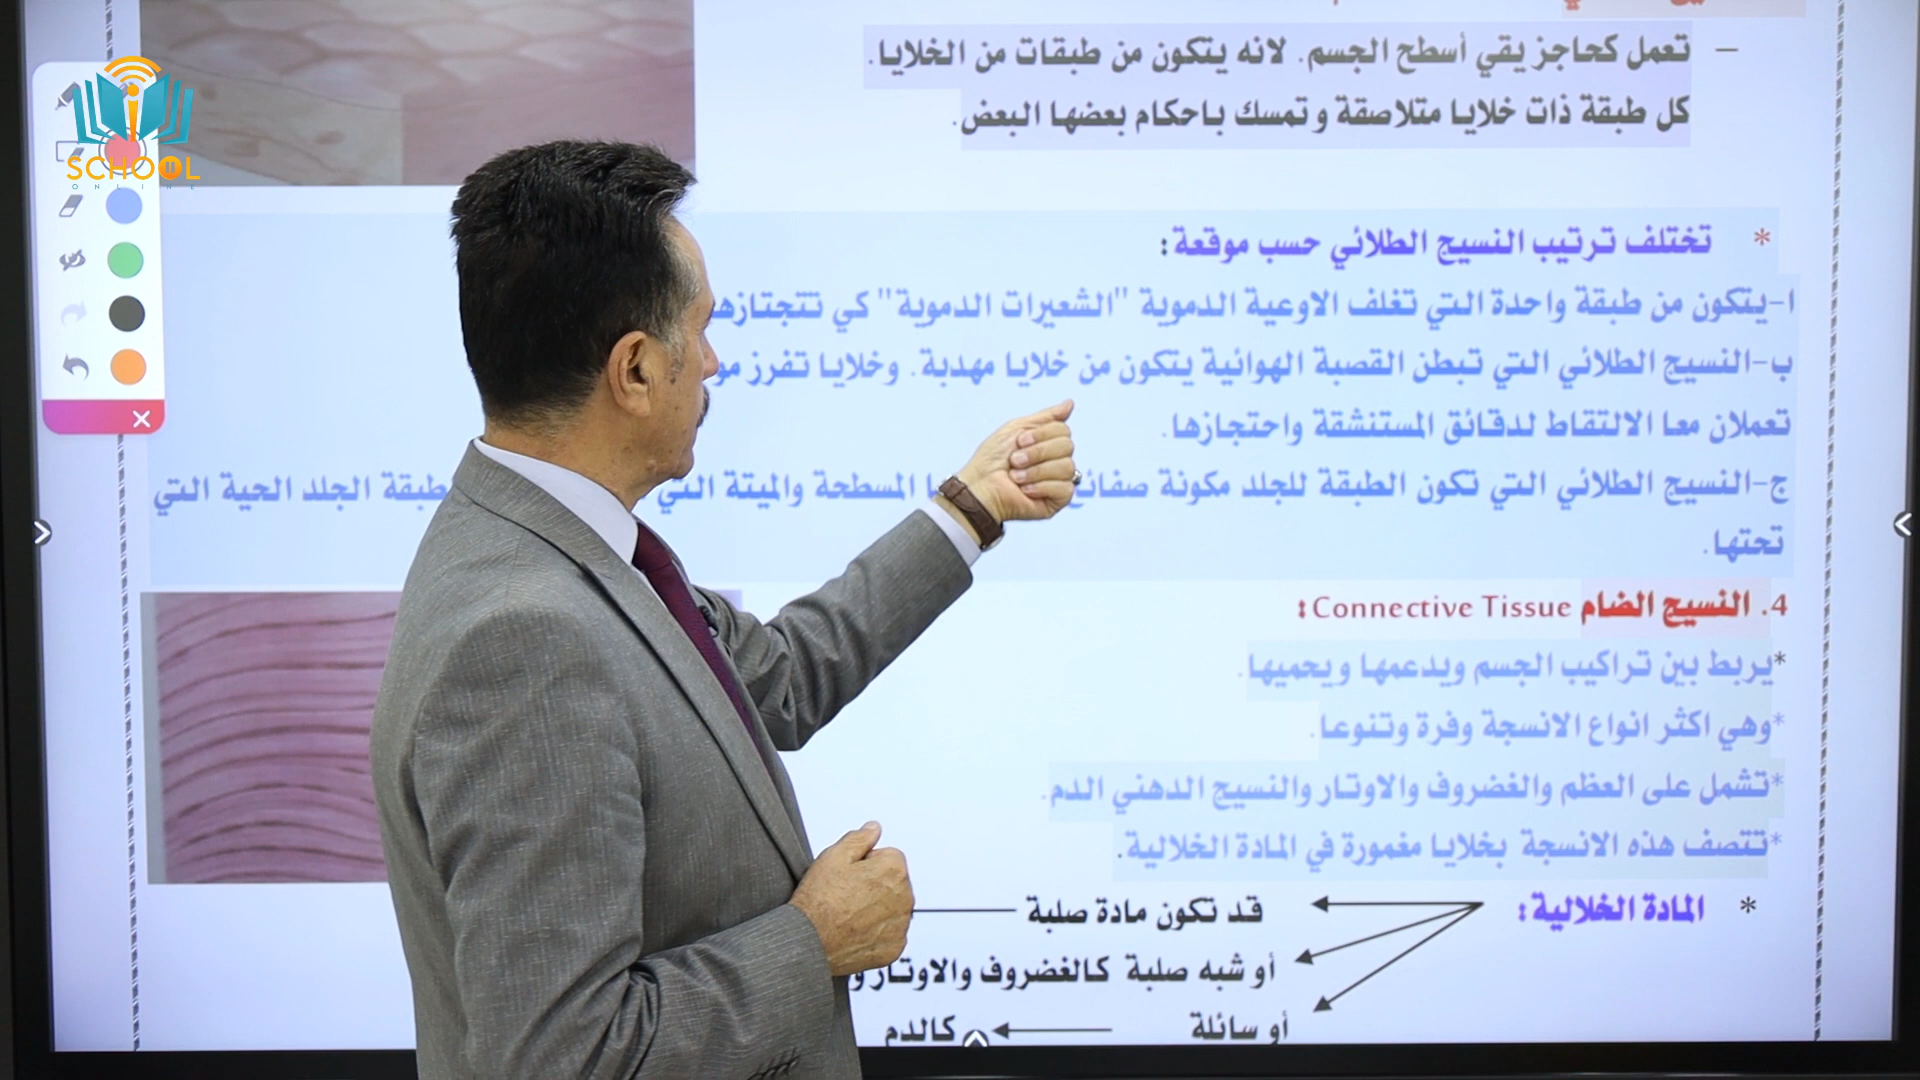 SCHOOL
ONLINE
– تعمل كحاجز يقي أسطح الجسم. لانه يتكون من طبقات من الخلايا.
كل طبقة ذات خلايا متلاصقة وتمسك باحكام بعضها البعض.
* تختلف ترتيب النسيج الطلائي حسب موقعة:
ا-يتكون من طبقة واحدة التي تغلف الاوعية الدموية "الشعيرات الدموية" كي تتجتازها
ب-النسيج الطلائي التي تبطن القصبة الهوائية يتكون من خلايا مهدبة. وخلايا تفرز
تعملان معا الالتقاط لدقائق المستنشقة واحتجازها.
ج-النسيج الطلائي التي تكون الطبقة للجلد مكونة المسطحة والميتة التي طبقة الجلد الحية التي
تحتها.
4. النسيج الضام Connective Tissue:
*يربط بين تراكيب الجسم ويدعمها ويحميها.
*وهي اكثر انواع الانسجة وفرة وتنوعا.
*تشمل على العظم والغضروف والاوتار والنسيج الدهني الدم.
*تتصف هذه الانسجة بخلايا مغمورة في المادة الخلالية.
* المادة الخلالية: قد تكون مادة صلبة
أو شبه صلبة كالغضروف والاوتار
أو سائلة كالدم